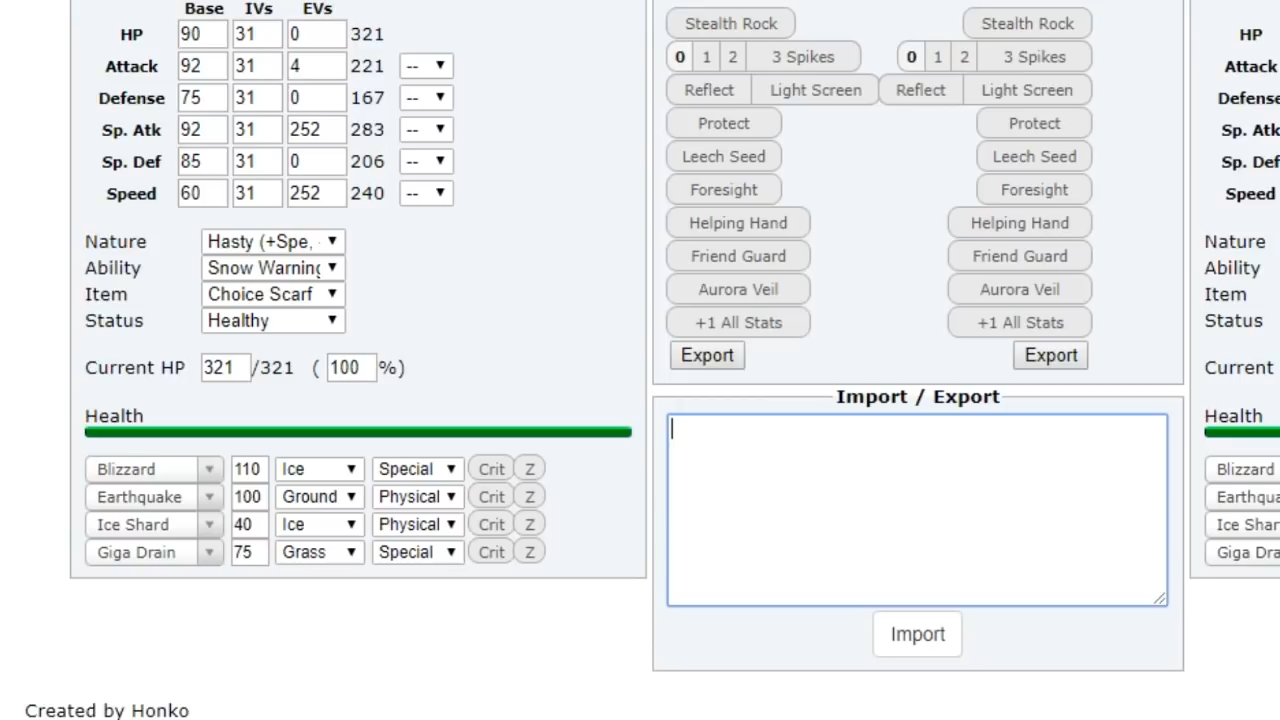 Base IVs EVs
HP 90 31 0 321
Attack 92 31 4 221 --
Defense 75 31 0 167 --
Sp. Atk 92 31 252 283 --
Sp. Def 85 31 0 206 --
Speed 60 31 252 240 --
Nature Hasty (+Spe,
Ability Snow Warning
Item Choice Scarf
Status Healthy
Current HP 321 /321 ( 100 %)
Health
Blizzard 110 Ice Special Crit Z
Earthquake 100 Ground Physical Crit Z
Ice Shard 40 Ice Physical Crit Z
Giga Drain 75 Grass Special Crit Z
Stealth Rock Stealth Rock
0 1 2 3 Spikes 0 1 2 3 Spikes
Reflect Light Screen Reflect Light Screen
Protect Protect
Leech Seed Leech Seed
Foresight Foresight
Helping Hand Helping Hand
Friend Guard Friend Guard
Aurora Veil Aurora Veil
+1 All Stats +1 All Stats
Export Export
Import / Export
Import
HP
Attack
Defense
Sp. Atk
Sp. Def
Speed
Nature
Ability
Item
Status
Current
Health
Blizzard
Earthqua
Ice Shar
Giga Dra
Created by Honko